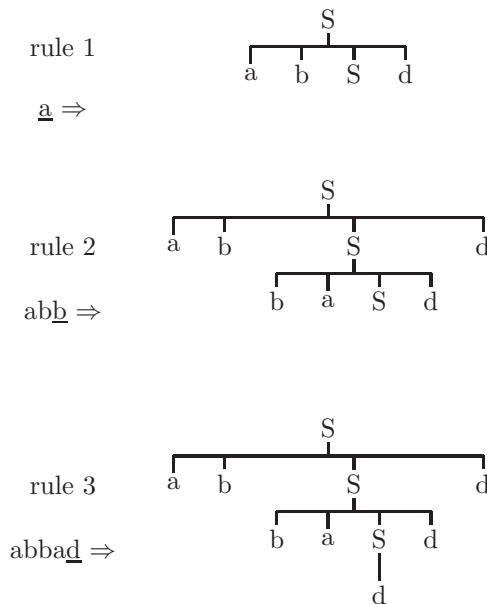 S
rule 1
a b S d
a ⇒
S
a b S d
rule 2
b a S d
abb ⇒
S
a b S d
rule 3
b a S d
abbad ⇒
d